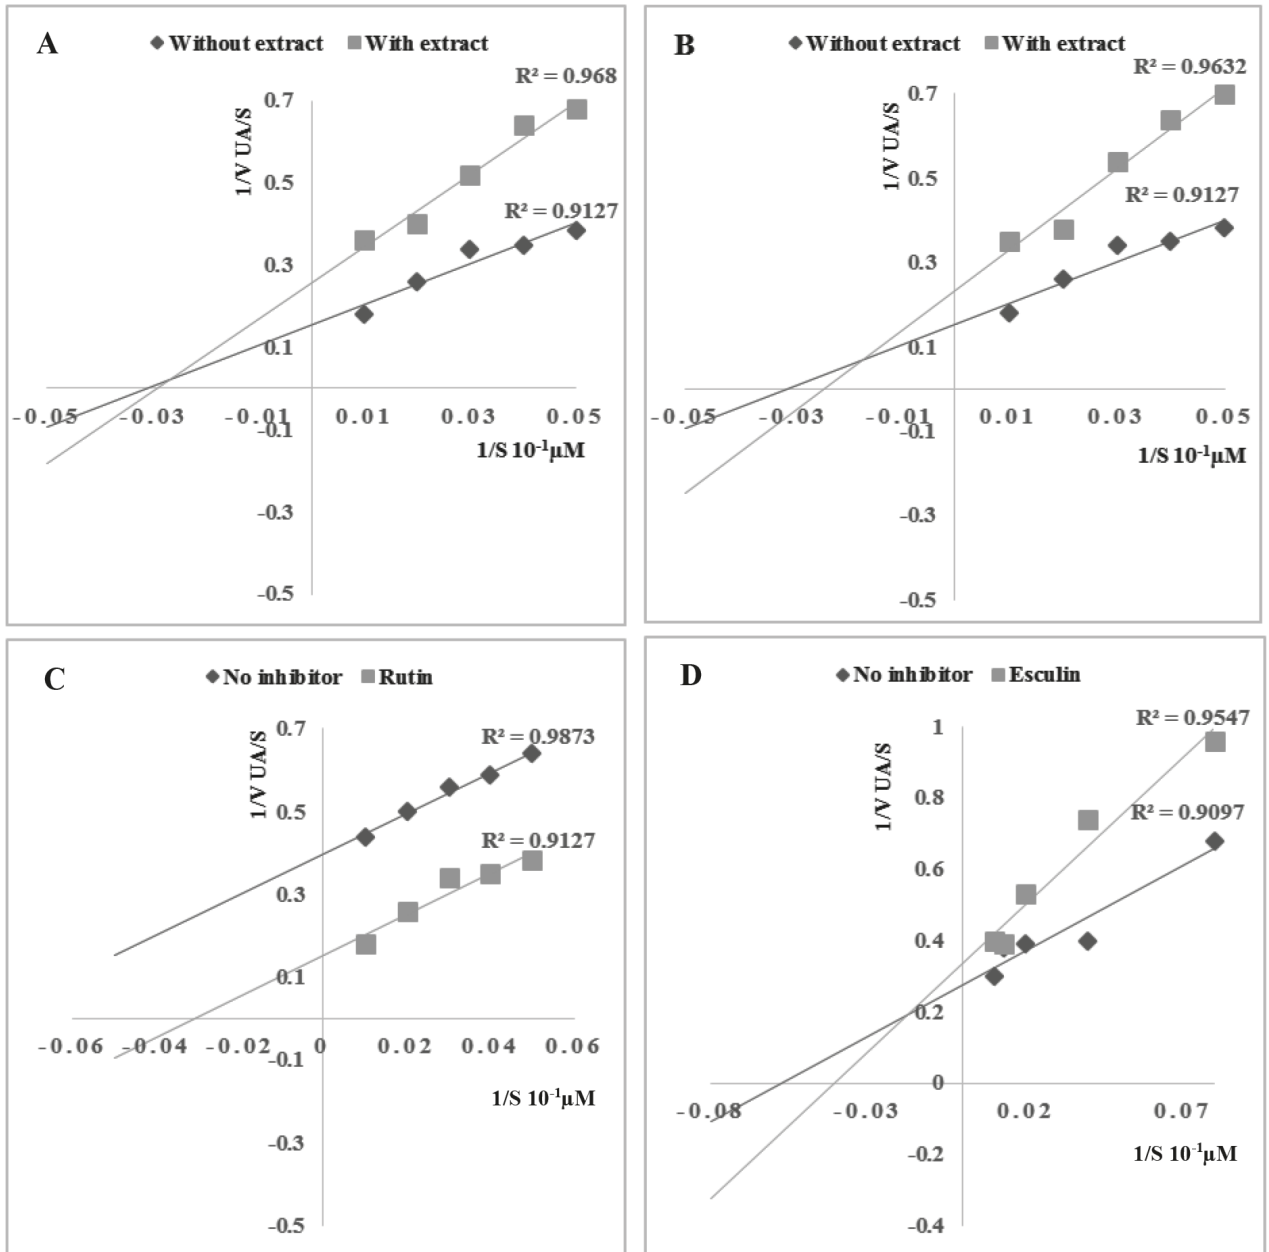 A
Without extract With extract
R² = 0.968
0.7
1/V UA/S
0.5
R² = 0.9127
0.3
0.1
-0.05 -0.03 -0.01 0.01 0.03 0.05
-0.1
1/S 10⁻¹µM
-0.3
-0.5
B
Without extract With extract
R² = 0.9632
0.7
1/V UA/S
0.5
R² = 0.9127
0.3
0.1
-0.05 -0.03 -0.01 0.01 0.03 0.05
-0.1
1/S 10⁻¹µM
-0.3
-0.5
C
No inhibitor Rutin
0.7
R² = 0.9873
1/V UA/S
0.5
R² = 0.9127
0.3
0.1
-0.06 -0.04 -0.02 0 0.02 0.04 0.06
-0.1
1/S 10⁻¹µM
-0.3
-0.5
D
No inhibitor Esculin
R² = 0.9547
1
1/V UA/S
0.8
R² = 0.9097
0.6
0.4
0.2
0
-0.08 -0.03 0.02 0.07
-0.2
1/S 10⁻¹µM
-0.4